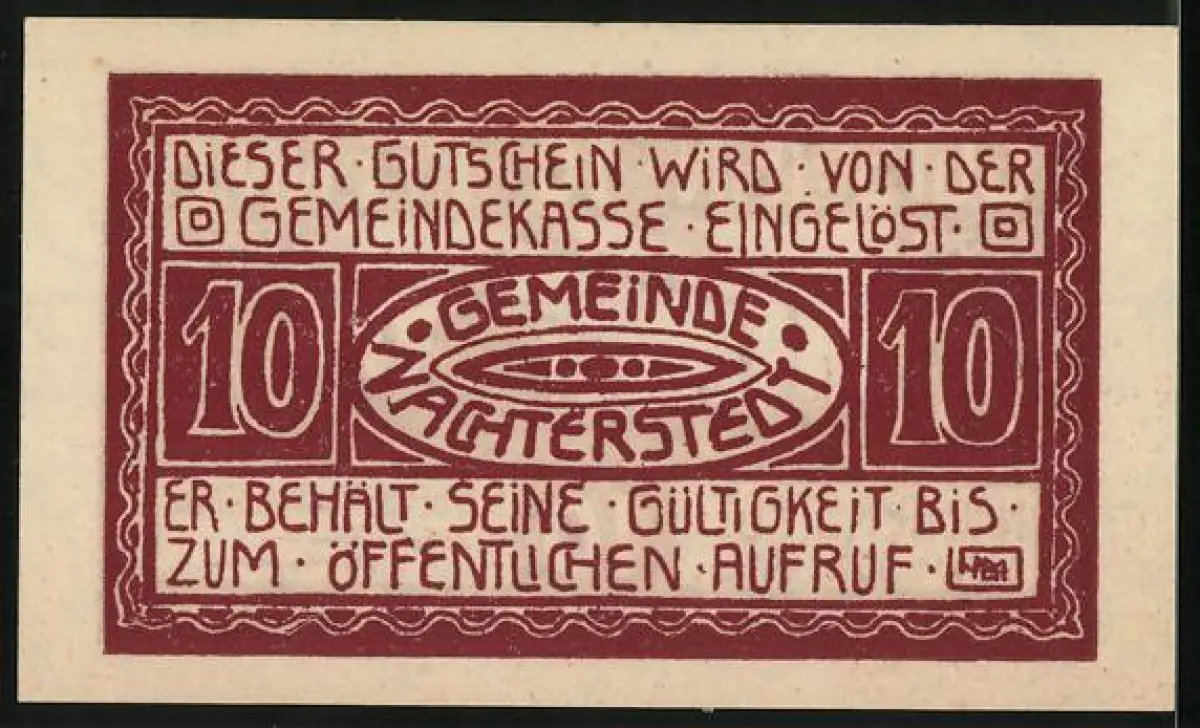 DIESER · GUTSCHEIN · WIRD · VON · DER
GEMEINDEKASSE · EINGELÖST ·
10
· GEMEINDE ·
NACHTERSTEDT
10
ER · BEHÄLT · SEINE · GÜLTIGKEIT · BIS ·
ZUM · ÖFFENTLICHEN · AUFRUF ·